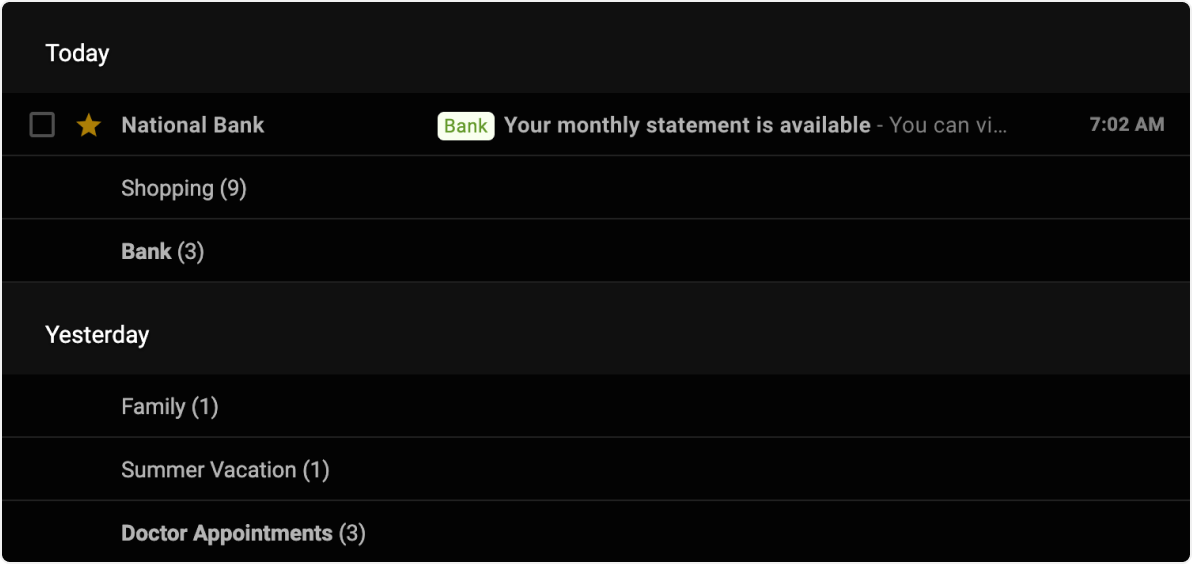 Today
National Bank Bank Your monthly statement is available - You can vi... 7:02 AM
Shopping (9)
Bank (3)
Yesterday
Family (1)
Summer Vacation (1)
Doctor Appointments (3)